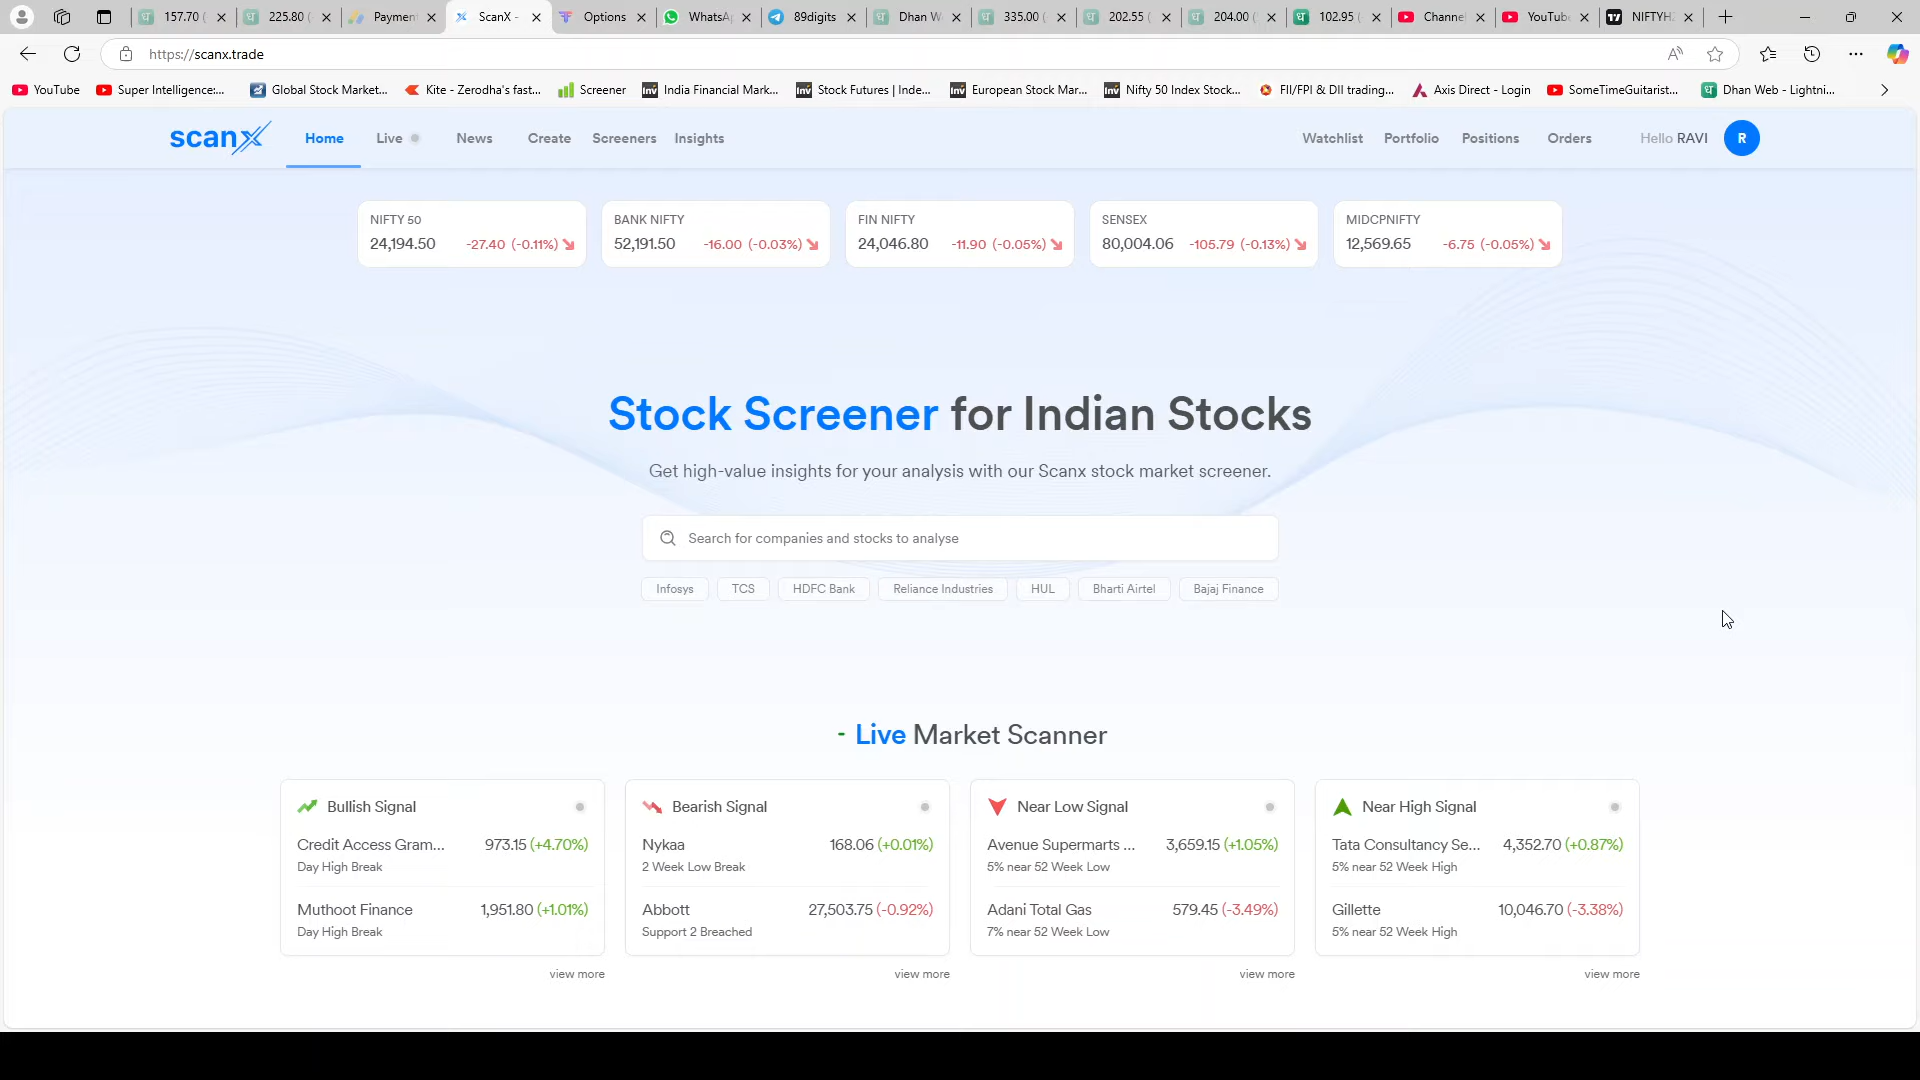 157.70 (
225.80 (
Payment
ScanX -
Options
WhatsAp
89digits
Dhan W
335.00 (
202.55 (
204.00 (
102.95 (
Channel
YouTube
NIFTYH2
https://scanx.trade
YouTube
Super Intelligence:...
Global Stock Market...
Kite - Zerodha's fast...
Screener
India Financial Mark...
Stock Futures | Inde...
European Stock Mar...
Nifty 50 Index Stock...
FII/FPI & DII trading...
Axis Direct - Login
SomeTimeGuitarist...
Dhan Web - Lightni...
scanX
Home
Live
News
Create
Screeners
Insights
Watchlist
Portfolio
Positions
Orders
Hello RAVI
R
NIFTY 50
24,194.50 -27.40 (-0.11%)
BANK NIFTY
52,191.50 -16.00 (-0.03%)
FIN NIFTY
24,046.80 -11.90 (-0.05%)
SENSEX
80,004.06 -105.79 (-0.13%)
MIDCPNIFTY
12,569.65 -6.75 (-0.05%)
Stock Screener for Indian Stocks
Get high-value insights for your analysis with our Scanx stock market screener.
Search for companies and stocks to analyse
Infosys
TCS
HDFC Bank
Reliance Industries
HUL
Bharti Airtel
Bajaj Finance
- Live Market Scanner
Bullish Signal
Credit Access Gram... 973.15 (+4.70%)
Day High Break
Muthoot Finance 1,951.80 (+1.01%)
Day High Break
view more
Bearish Signal
Nykaa 168.06 (+0.01%)
2 Week Low Break
Abbott 27,503.75 (-0.92%)
Support 2 Breached
view more
Near Low Signal
Avenue Supermarts ... 3,659.15 (+1.05%)
5% near 52 Week Low
Adani Total Gas 579.45 (-3.49%)
7% near 52 Week Low
view more
Near High Signal
Tata Consultancy Se... 4,352.70 (+0.87%)
5% near 52 Week High
Gillette 10,046.70 (-3.38%)
5% near 52 Week High
view more